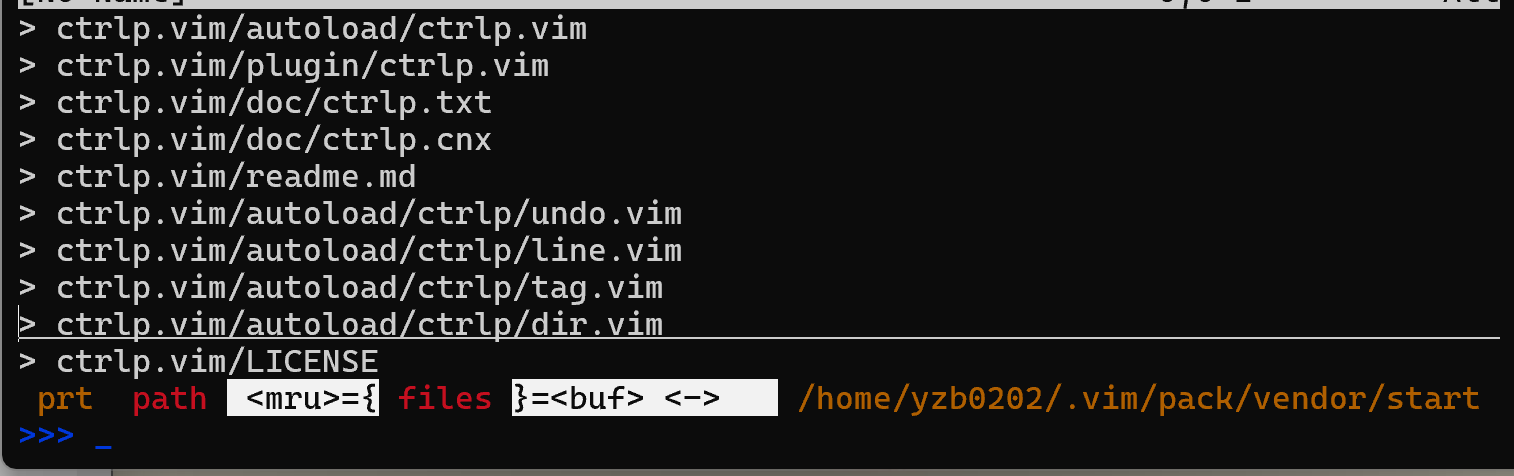 [No Name]
> ctrlp.vim/autoload/ctrlp.vim
> ctrlp.vim/plugin/ctrlp.vim
> ctrlp.vim/doc/ctrlp.txt
> ctrlp.vim/doc/ctrlp.cnx
> ctrlp.vim/readme.md
> ctrlp.vim/autoload/ctrlp/undo.vim
> ctrlp.vim/autoload/ctrlp/line.vim
> ctrlp.vim/autoload/ctrlp/tag.vim
> ctrlp.vim/autoload/ctrlp/dir.vim
> ctrlp.vim/LICENSE
prt path <mru>={ files }=<buf> <-> /home/yzb0202/.vim/pack/vendor/start
>>> _